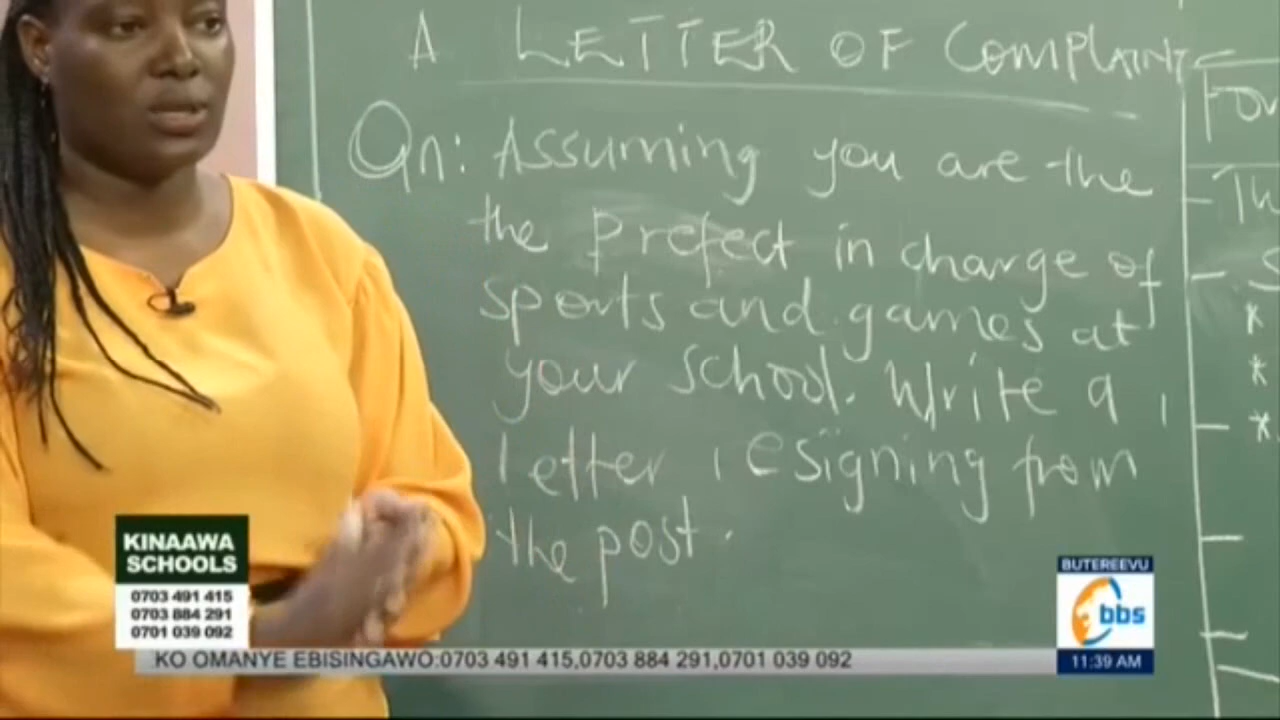 A LETTER OF COMPLAINT
Qn: Assuming you are the
the prefect in charge of
sports and games at
your school. Write a
letter resigning from
the post.
KINAAWA
SCHOOLS
0703 491 415
0703 884 291
0701 039 092
KO OMANYE EBISINGAWO:0703 491 415,0703 884 291,0701 039 092
BUTEREEVU
bbs
11:39 AM